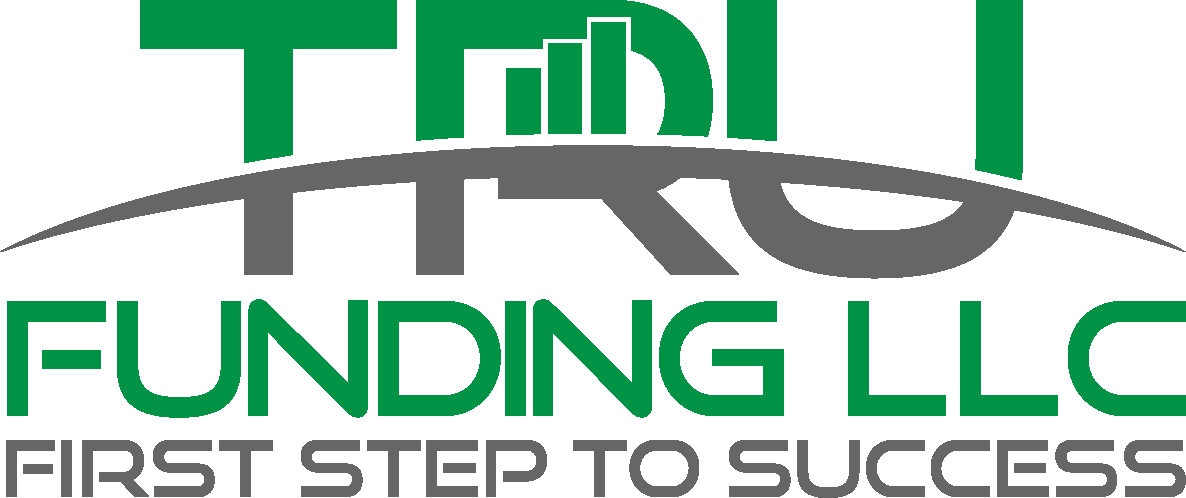 TRU
FUNDING LLC
FIRST STEP TO SUCCESS